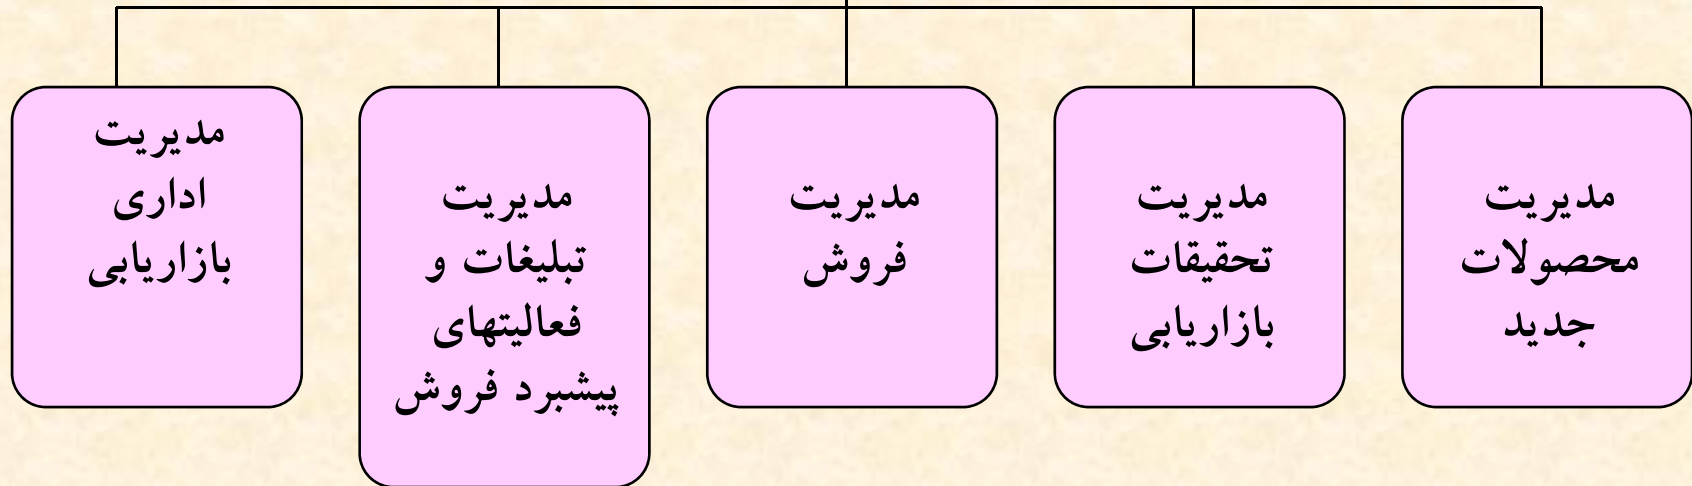 مدیریت
محصولات
جدید
مدیریت
تحقیقات
بازاریابی
مدیریت
فروش
مدیریت
تبلیغات و
فعالیتهای
پیشبرد فروش
مدیریت
اداری
بازاریابی